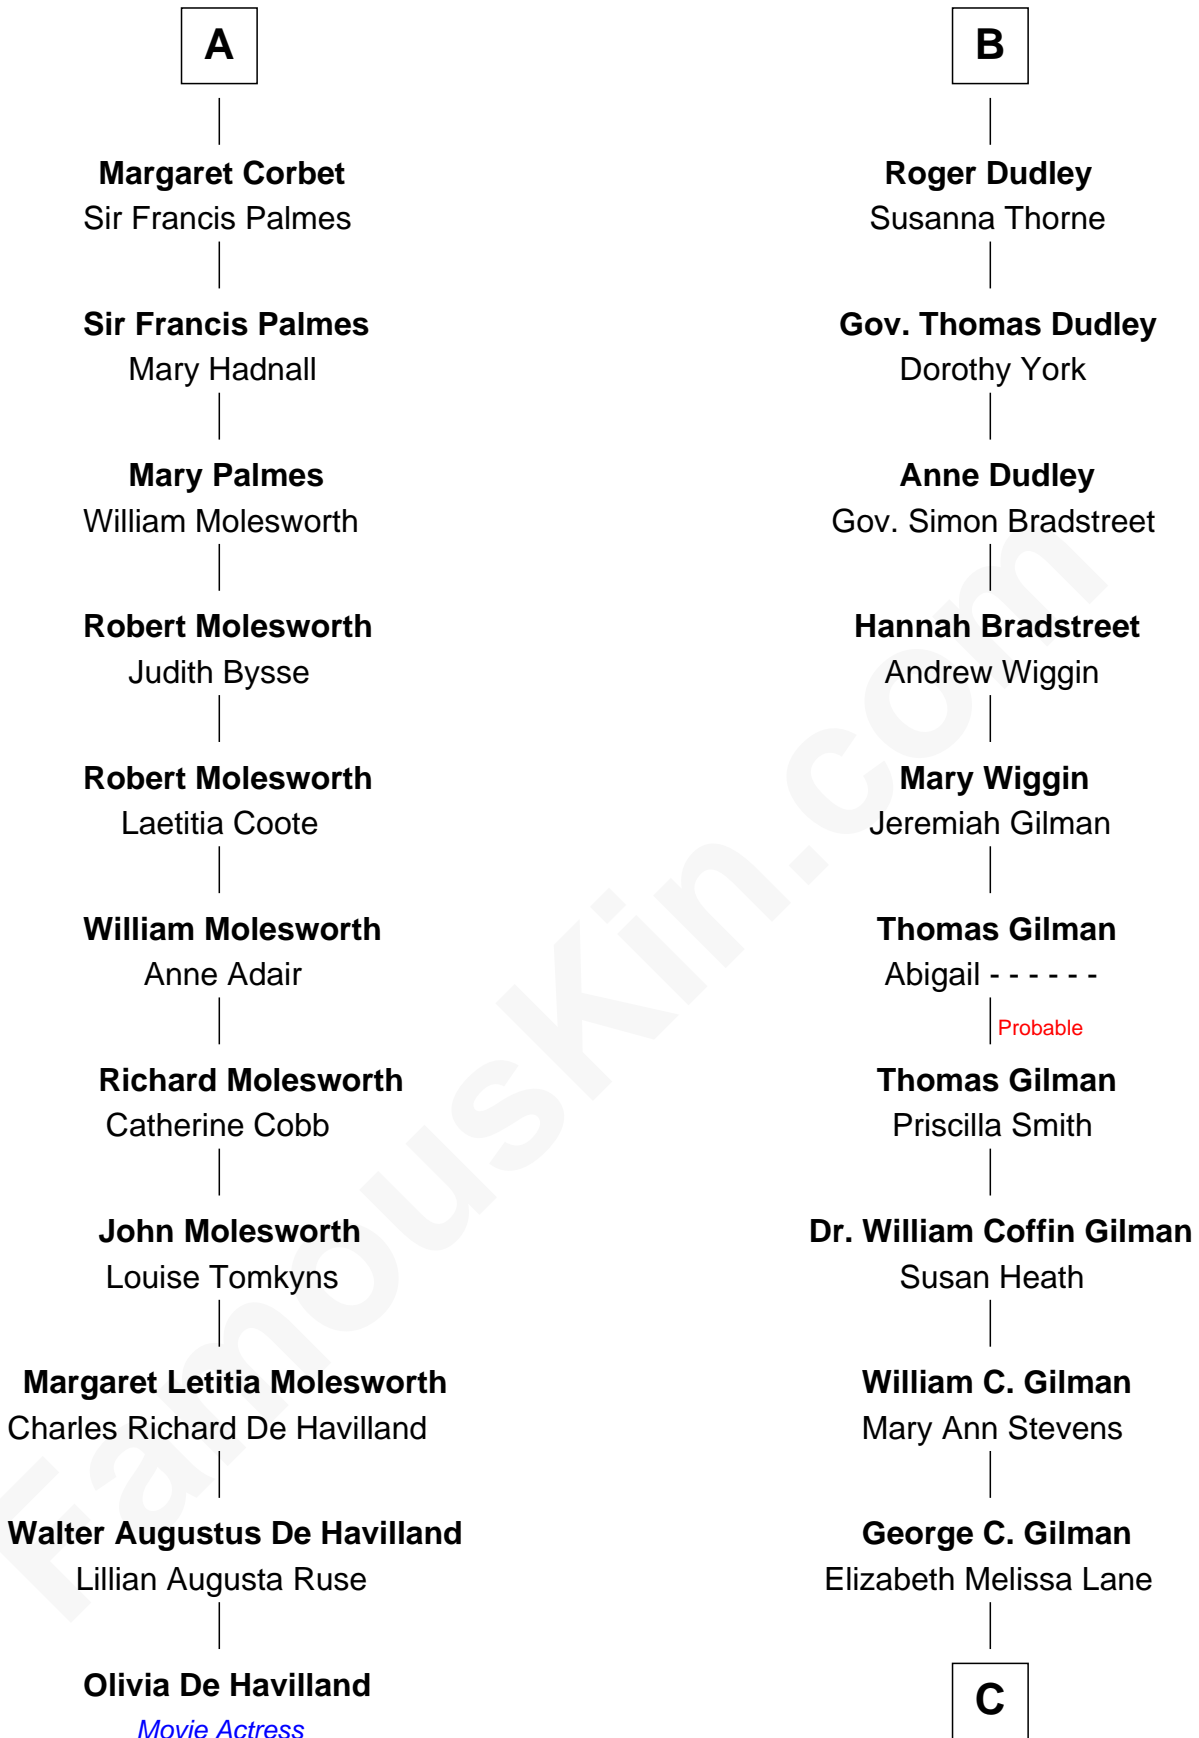 A
Margaret Corbet
Sir Francis Palmes
Sir Francis Palmes
Mary Hadnall
Mary Palmes
William Molesworth
Robert Molesworth
Judith Bysse
Robert Molesworth
Laetitia Coote
William Molesworth
Anne Adair
Richard Molesworth
Catherine Cobb
John Molesworth
Louise Tomkyns
Margaret Letitia Molesworth
Charles Richard De Havilland
Walter Augustus De Havilland
Lillian Augusta Ruse
Olivia De Havilland
Movie Actress
B
Roger Dudley
Susanna Thorne
Gov. Thomas Dudley
Dorothy York
Anne Dudley
Gov. Simon Bradstreet
Hannah Bradstreet
Andrew Wiggin
Mary Wiggin
Jeremiah Gilman
Thomas Gilman
Abigail - - - - - -
Probable
Thomas Gilman
Priscilla Smith
Dr. William Coffin Gilman
Susan Heath
William C. Gilman
Mary Ann Stevens
George C. Gilman
Elizabeth Melissa Lane
C
FamousKin.com